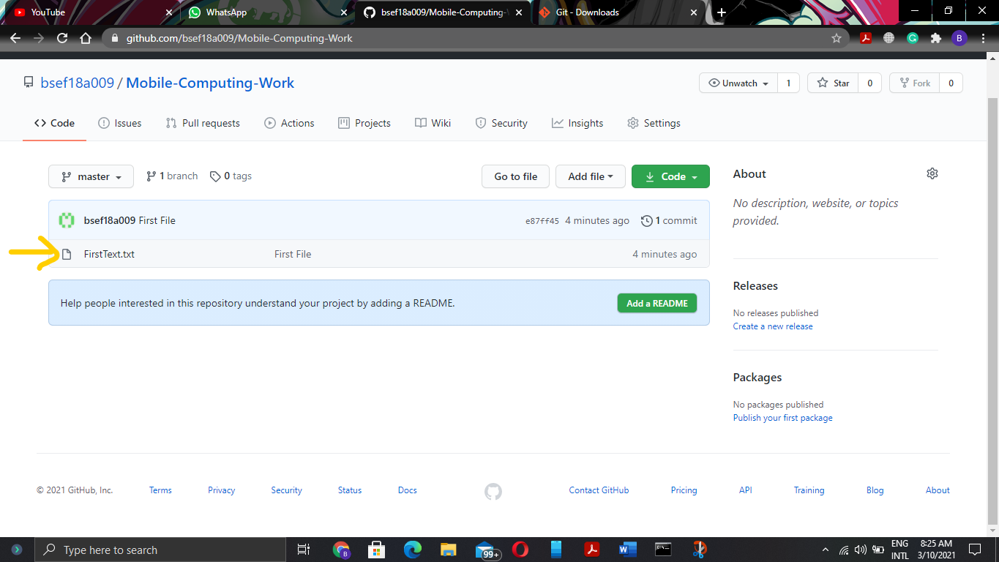 YouTube
WhatsApp
bsef18a009/Mobile-Computing-W
Git - Downloads
github.com/bsef18a009/Mobile-Computing-Work
B
bsef18a009 / Mobile-Computing-Work
Unwatch 1
Star 0
Fork 0
Code
Issues
Pull requests
Actions
Projects
Wiki
Security
Insights
Settings
master
1 branch
0 tags
Go to file
Add file
Code
About
No description, website, or topics
provided.
bsef18a009 First File
e87ff45 4 minutes ago
1 commit
FirstText.txt
First File
4 minutes ago
Help people interested in this repository understand your project by adding a README.
Add a README
Releases
No releases published
Create a new release
Packages
No packages published
Publish your first package
© 2021 GitHub, Inc.
Terms
Privacy
Security
Status
Docs
Contact GitHub
Pricing
API
Training
Blog
About
Type here to search
B
99+
W
ENG
INTL
8:25 AM
3/10/2021